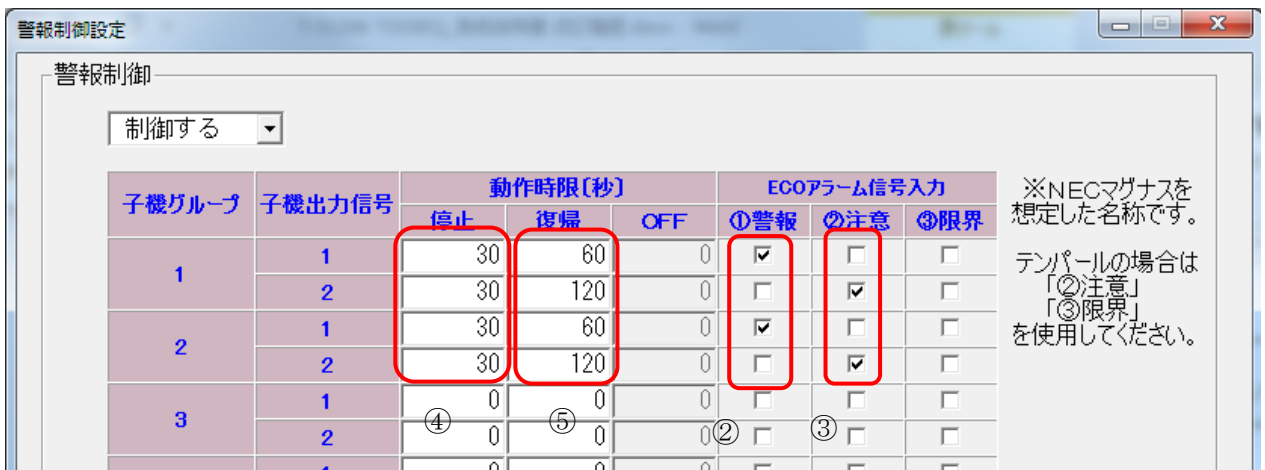 警報制御設定
警報制御
制御する
子機グループ 子機出力信号 動作時限〔秒〕 ECOアラーム信号入力
停止 復帰 OFF ①警報 ②注意 ③限界
1 1 30 60 0
2 30 120 0
2 1 30 60 0
2 30 120 0
3 1 0 0 0
2 0 0 0
④ ⑤ ② ③
※NECマグナスを
想定した名称です。
テンパールの場合は
「②注意」
「③限界」
を使用してください。